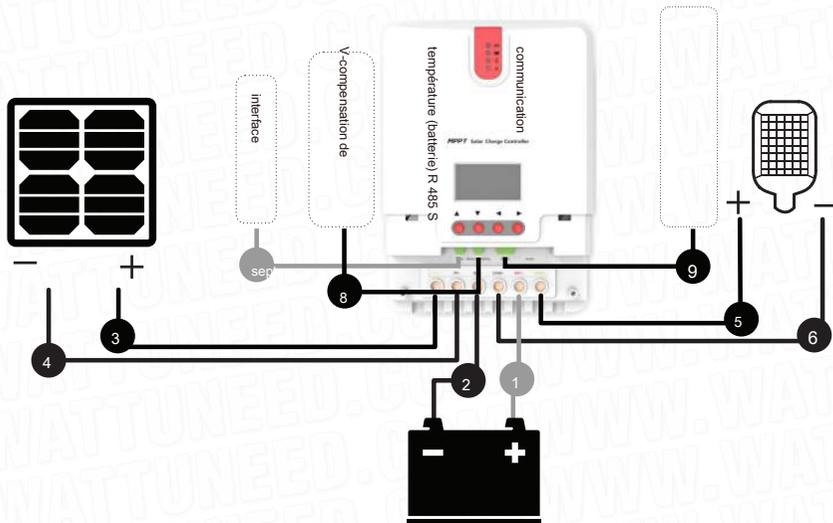 V-compensation de
température (batterie) R 485 S
communication
interface
MPPT Solar Charge Controller
+
−
− +
sep
8
9
3
4
5
6
2
1
− +
WWW.WATTUNEED.COM